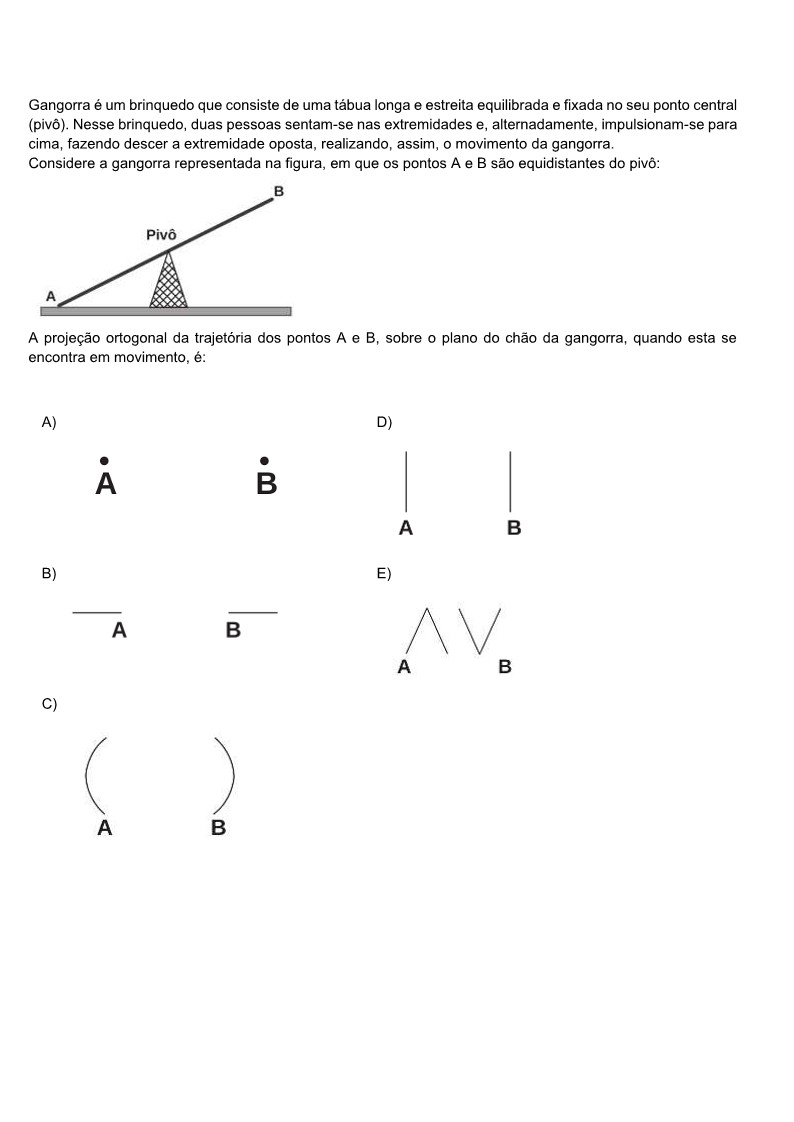 Gangorra é um brinquedo que consiste de uma tábua longa e estreita equilibrada e fixada no seu ponto central
(pivô). Nesse brinquedo, duas pessoas sentam-se nas extremidades e, alternadamente, impulsionam-se para
cima, fazendo descer a extremidade oposta, realizando, assim, o movimento da gangorra.
Considere a gangorra representada na figura, em que os pontos A e B são equidistantes do pivô:
B
Pivô
A
A projeção ortogonal da trajetória dos pontos A e B, sobre o plano do chão da gangorra, quando esta se
encontra em movimento, é:
A)
A B
B)
A B
C)
A B
D)
A B
E)
A B